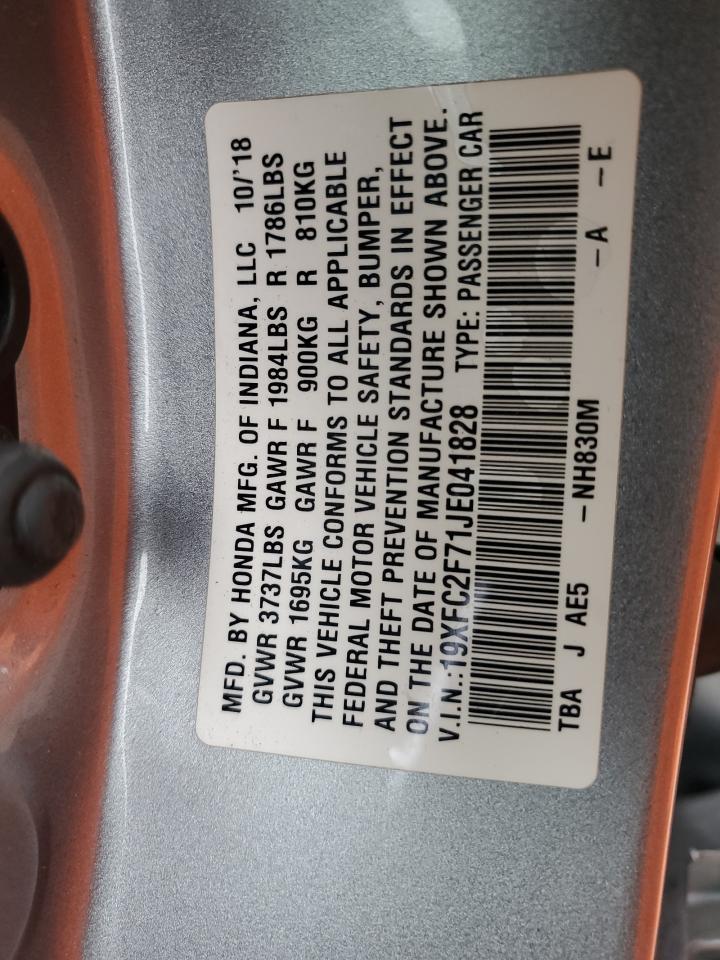 MFD. BY HONDA MFG. OF INDIANA, LLC 10/'18
GVWR 3737LBS GAWR F 1984LBS R 1786LBS
GVWR 1695KG GAWR F 900KG R 810KG
THIS VEHICLE CONFORMS TO ALL APPLICABLE
FEDERAL MOTOR VEHICLE SAFETY, BUMPER,
AND THEFT PREVENTION STANDARDS IN EFFECT
ON THE DATE OF MANUFACTURE SHOWN ABOVE.
V.I.N.:19XFC2F71JE041828 TYPE: PASSENGER CAR
TBA J AE5 -NH830M -A -E